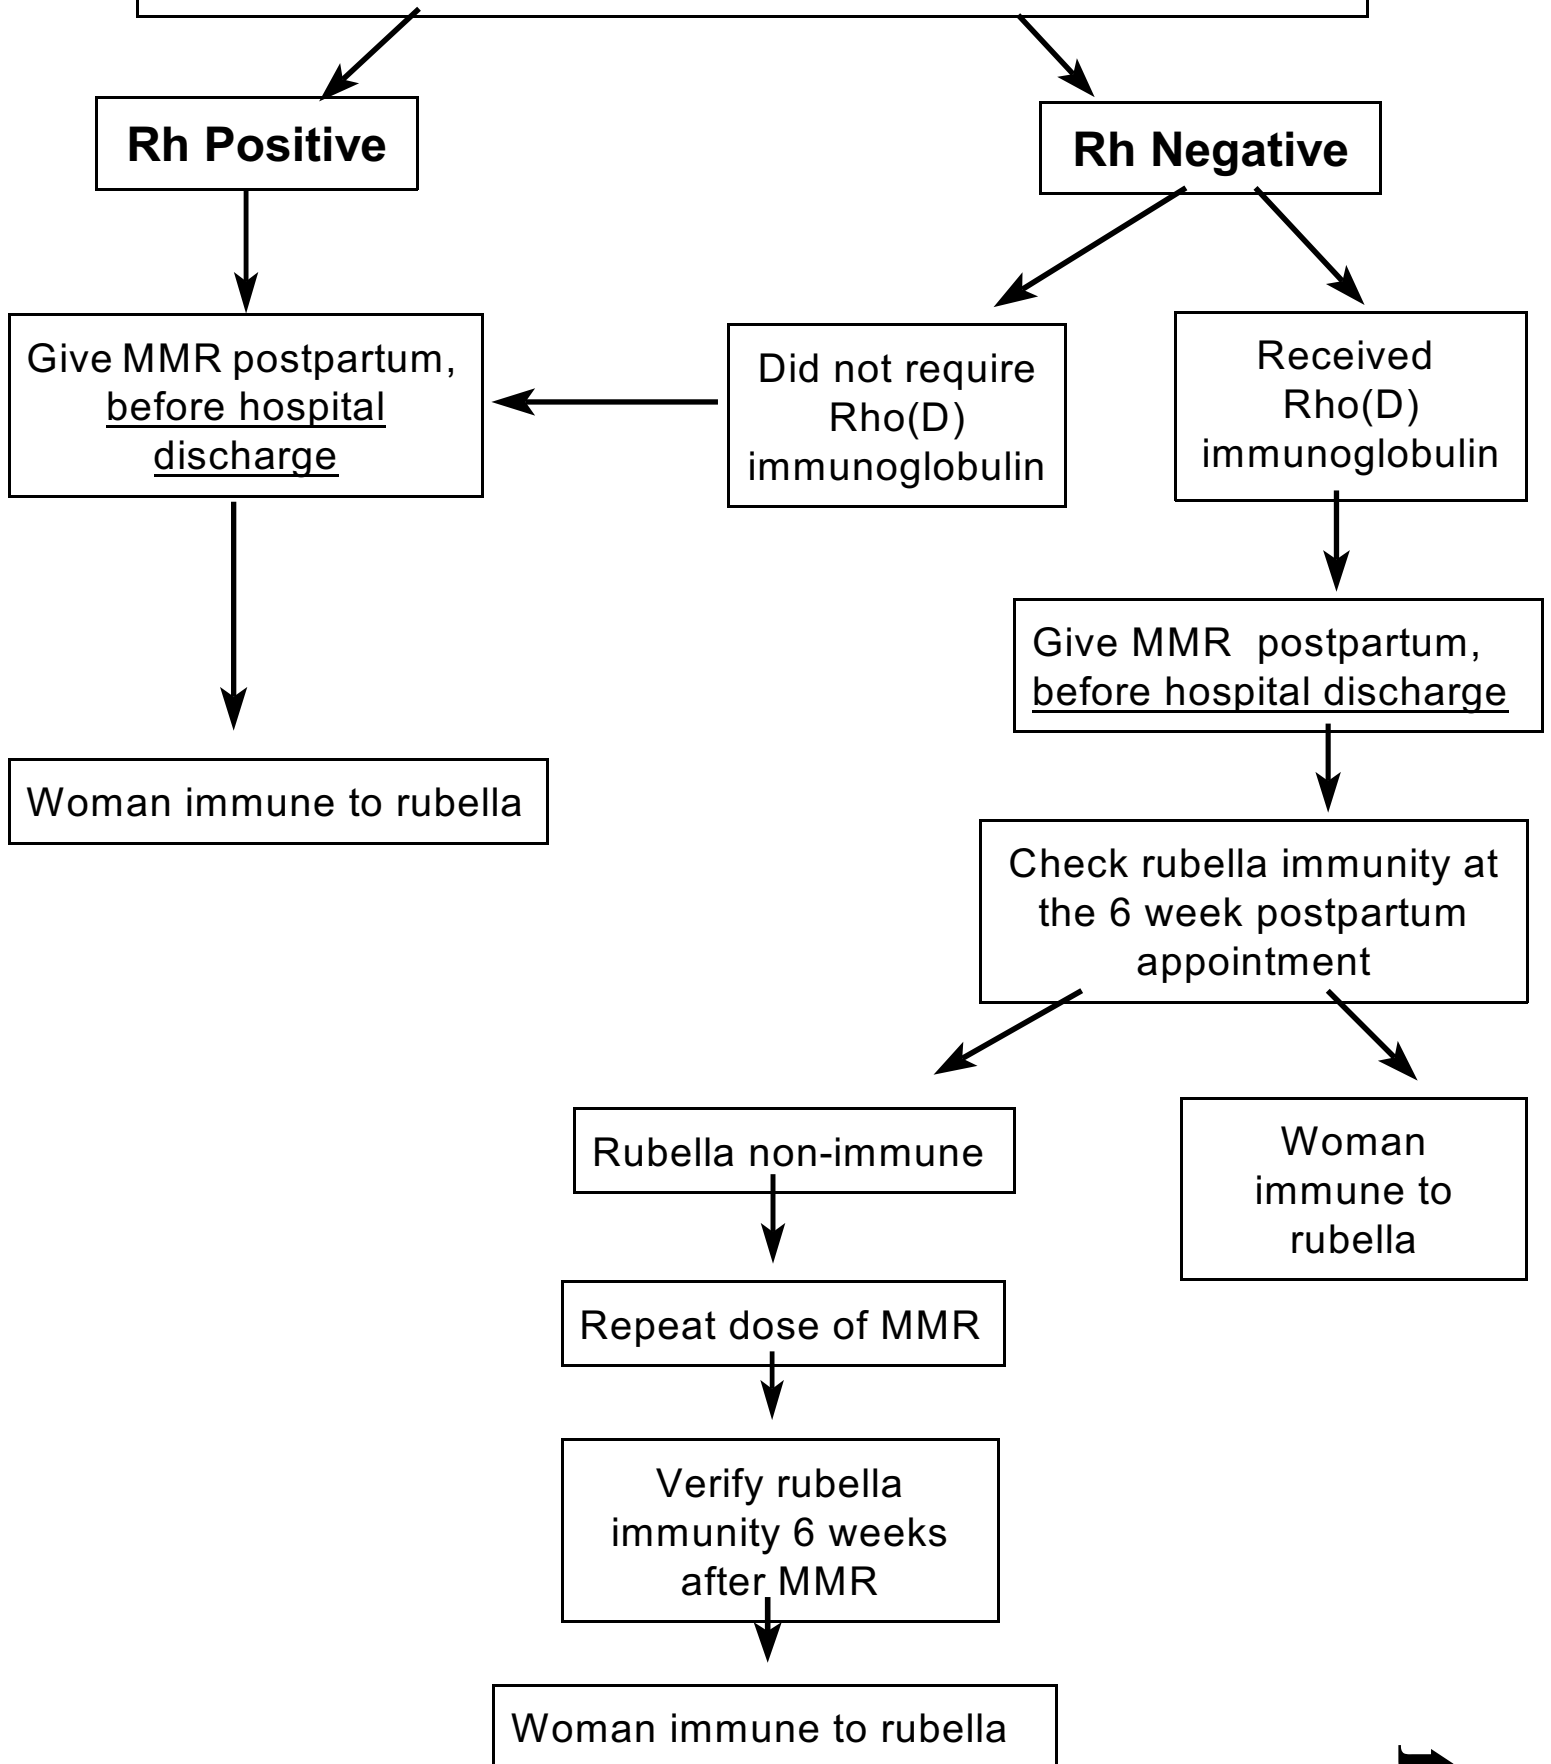 Rh Positive
Rh Negative
Give MMR postpartum,
before hospital
discharge
Did not require
Rho(D)
immunoglobulin
Received
Rho(D)
immunoglobulin
Give MMR  postpartum,
before hospital discharge
Woman immune to rubella
Check rubella immunity at
the 6 week postpartum
appointment
Rubella non-immune
Woman
immune to
rubella
Repeat dose of MMR
Verify rubella
immunity 6 weeks
after MMR
Woman immune to rubella